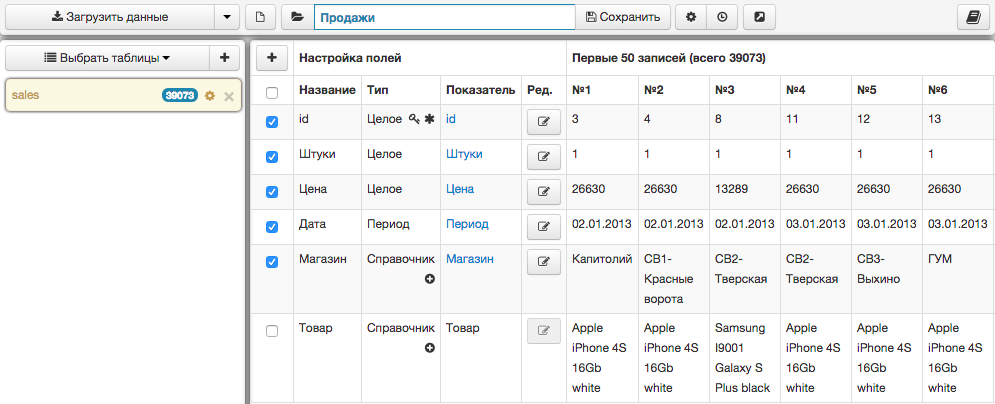 Загрузить данные
Продажи
Сохранить
Выбрать таблицы
sales 39073
Настройка полей Первые 50 записей (всего 39073)
Название Тип Показатель Ред. №1 №2 №3 №4 №5 №6
id Целое id 3 4 8 11 12 13
Штуки Целое Штуки 1 1 1 1 1 1
Цена Целое Цена 26630 26630 13289 26630 26630 26630
Дата Период Период 02.01.2013 02.01.2013 02.01.2013 03.01.2013 03.01.2013 03.01.2013
Магазин Справочник Магазин Капитолий СВ1- СВ2- СВ2- СВ3- ГУМ
Красные Тверская Тверская Выхино
ворота
Товар Справочник Товар Apple Apple Samsung Apple Apple Apple
iPhone 4S iPhone 4S I9001 iPhone 4S iPhone 4S iPhone 4S
16Gb 16Gb Galaxy S 16Gb 16Gb 16Gb
white white Plus black white white white